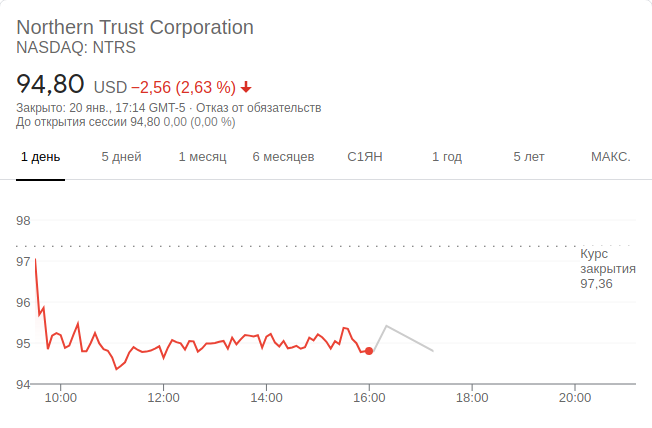 Northern Trust Corporation
NASDAQ: NTRS
94,80 USD −2,56 (2,63 %)
Закрыто: 20 янв., 17:14 GMT-5 · Отказ от обязательств
До открытия сессии 94,80 0,00 (0,00 %)
1 день 5 дней 1 месяц 6 месяцев С1ЯН 1 год 5 лет МАКС.
98
97
96
95
94
Курс
закрытия
97,36
10:00 12:00 14:00 16:00 18:00 20:00